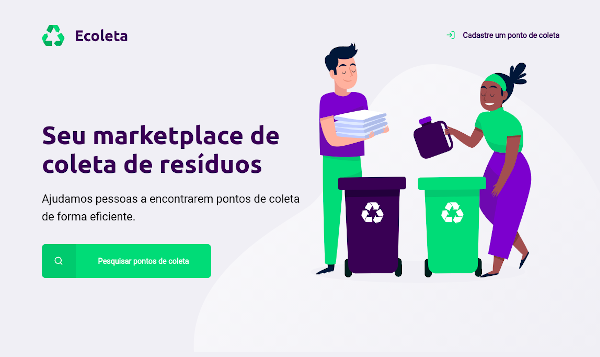 Ecoleta
Cadastre um ponto de coleta
Seu marketplace de
coleta de resíduos
Ajudamos pessoas a encontrarem pontos de coleta
de forma eficiente.
Pesquisar pontos de coleta